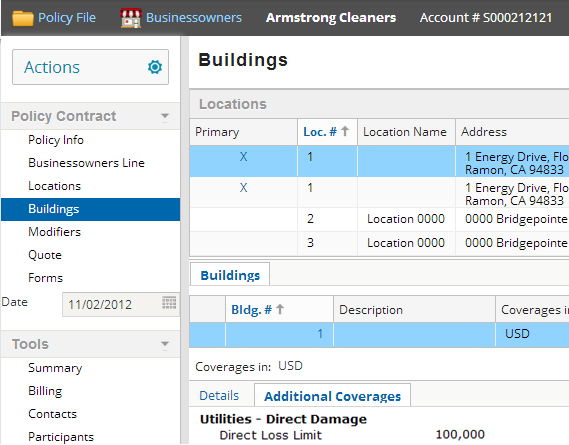 Policy File Businessowners Armstrong Cleaners Account # S000212121
Actions
Policy Contract
Policy Info
Businessowners Line
Locations
Buildings
Modifiers
Quote
Forms
Date 11/02/2012
Tools
Summary
Billing
Contacts
Participants
Buildings
Locations
Primary Loc. # Location Name Address
X 1 1 Energy Drive, Flo
Ramon, CA 94833
X 1 1 Energy Drive, Flo
Ramon, CA 94833
2 Location 0000 0000 Bridgepointe
3 Location 0000 0000 Bridgepointe
Buildings
Bldg. # Description Coverages in
1 USD
Coverages in: USD
Details Additional Coverages
Utilities - Direct Damage
Direct Loss Limit 100,000